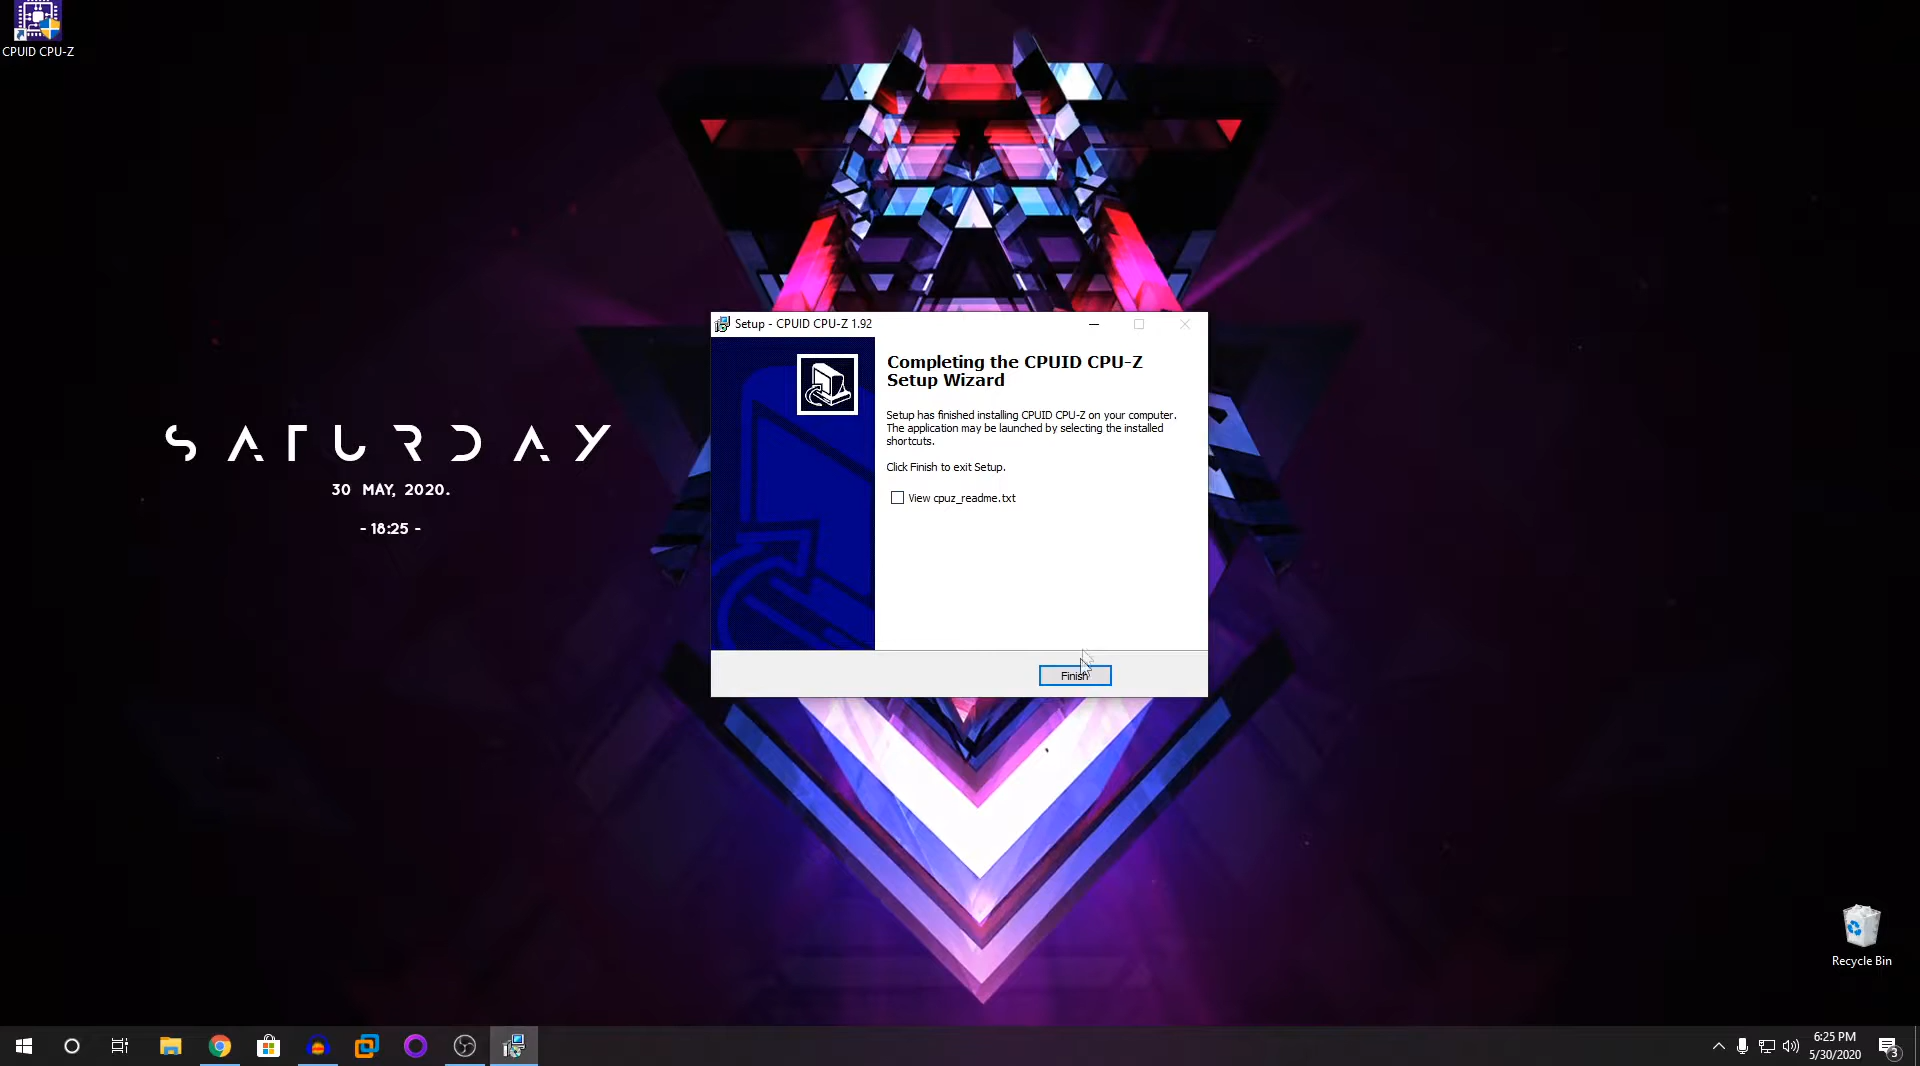 CPUID CPU-Z
SATURDAY
30 MAY, 2020.
- 18:25 -
Setup - CPUID CPU-Z 1.92
Completing the CPUID CPU-Z
Setup Wizard
Setup has finished installing CPUID CPU-Z on your computer.
The application may be launched by selecting the installed
shortcuts.
Click Finish to exit Setup.
View cpuz_readme.txt
Finish
Recycle Bin
6:25 PM
5/30/2020
3